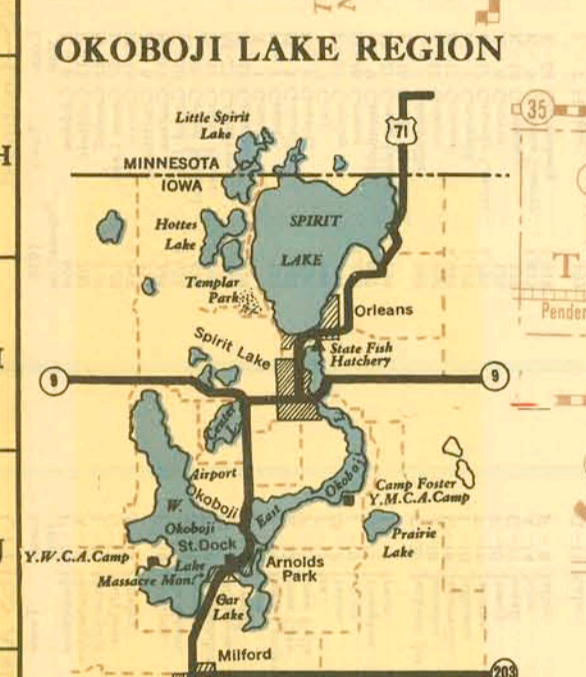 OKOBOJI LAKE REGION
Little Spirit
Lake
71
35
MINNESOTA
IOWA
H
SPIRIT
LAKE
Hottes
Lake
T
Templar
Park
Orleans
Pender
Spirit Lake
State Fish
Hatchery
9
9
Center
L.
Airport
Okoboji
W.
Okoboji
Lake
East
Okoboji
Camp Foster
Y.M.C.A.Camp
Prairie
Lake
St.Dock
Y.W.C.A.Camp
Massacre Mon.
Arnolds
Park
Gar
Lake
Milford
203